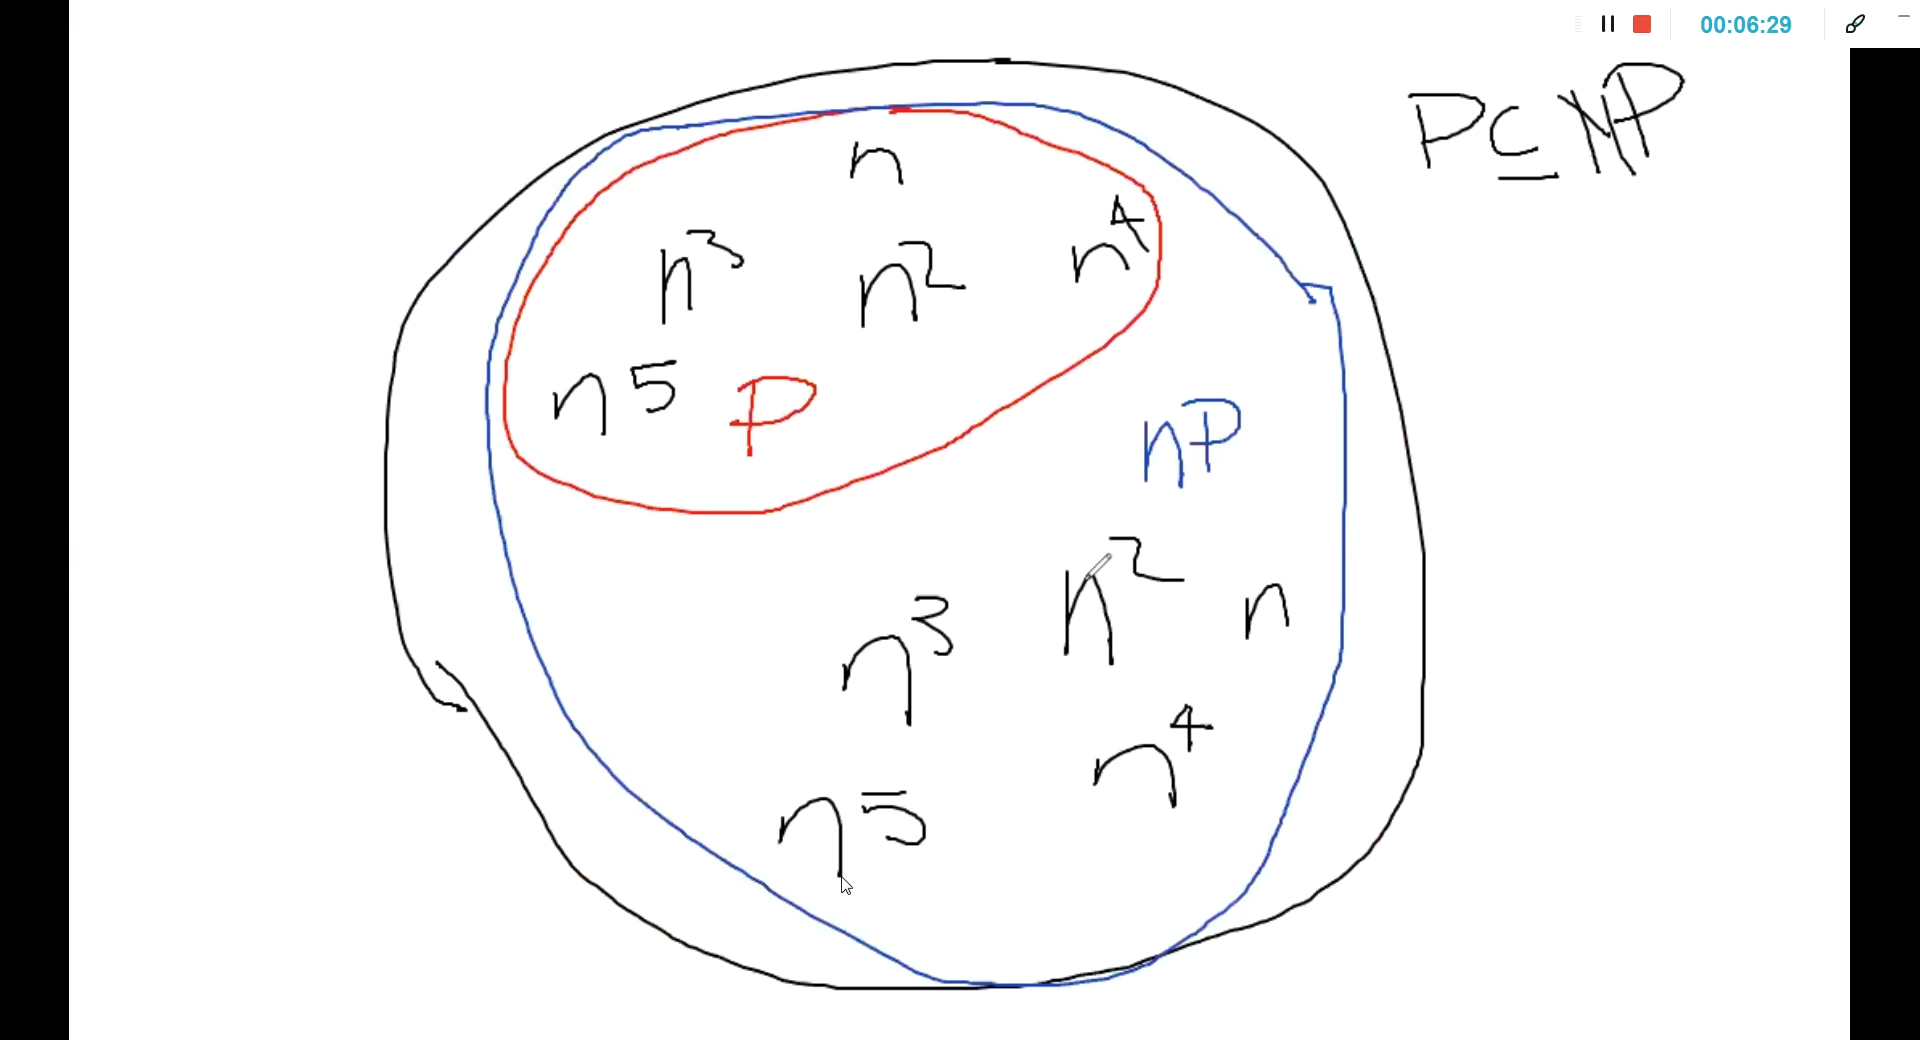 00:06:29
P ⊆ NP
n
n³ n² n⁴
n5 P
nP
n³ n² n
n⁴
n5